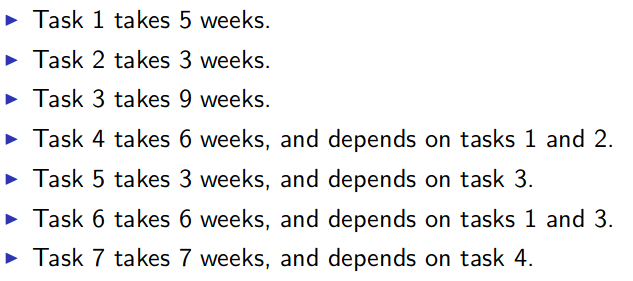 Task 1 takes 5 weeks.
Task 2 takes 3 weeks.
Task 3 takes 9 weeks.
Task 4 takes 6 weeks, and depends on tasks 1 and 2.
Task 5 takes 3 weeks, and depends on task 3.
Task 6 takes 6 weeks, and depends on tasks 1 and 3.
Task 7 takes 7 weeks, and depends on task 4.